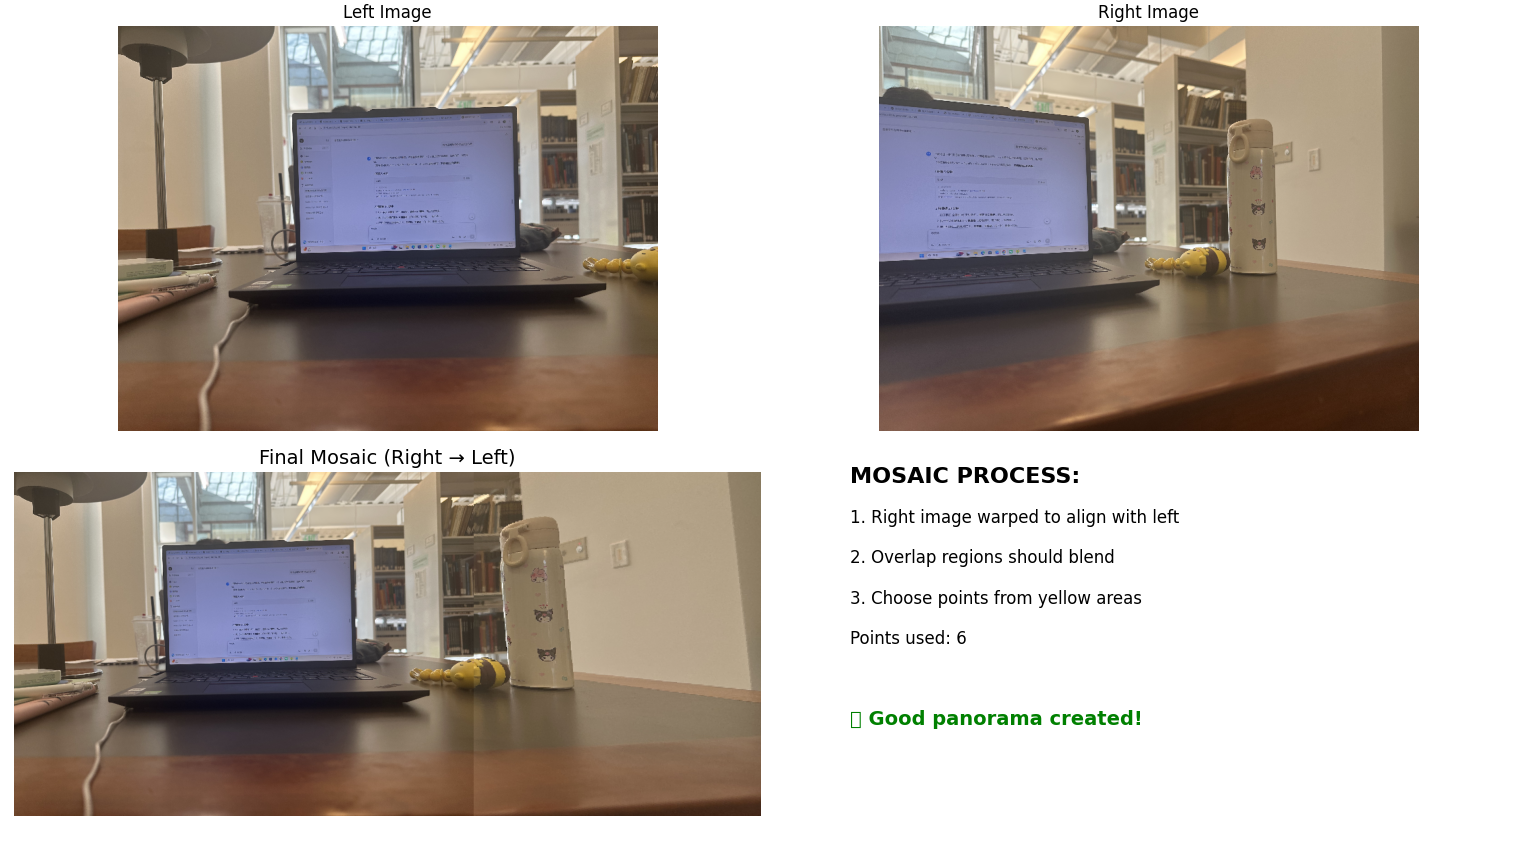 Left Image
Right Image
Final Mosaic (Right → Left)
MOSAIC PROCESS:
1. Right image warped to align with left
2. Overlap regions should blend
3. Choose points from yellow areas
Points used: 6
Good panorama created!